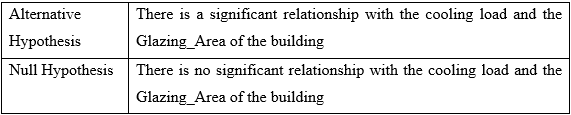 Alternative There is a significant relationship with the cooling load and the
Hypothesis Glazing_Area of the building
Null Hypothesis There is no significant relationship with the cooling load and the
Glazing_Area of the building